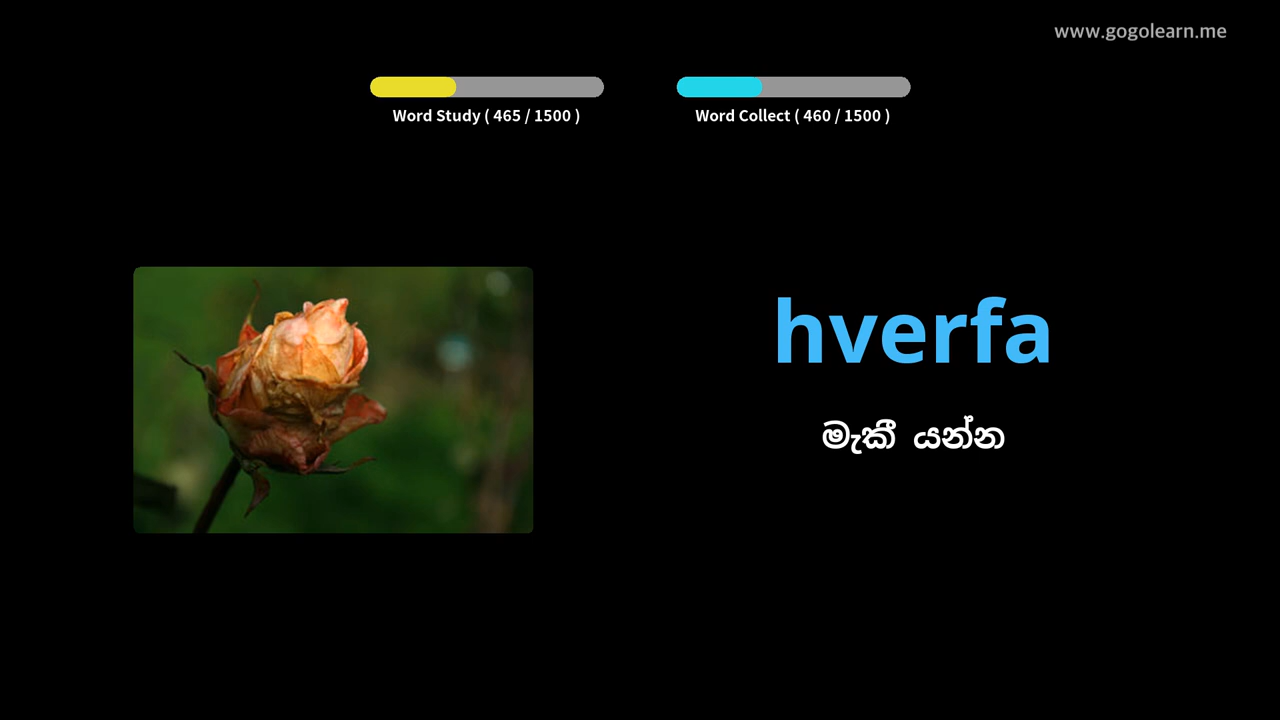 www.gogolearn.me
Word Study ( 465 / 1500 )
Word Collect ( 460 / 1500 )
hverfa
මැකී යන්න